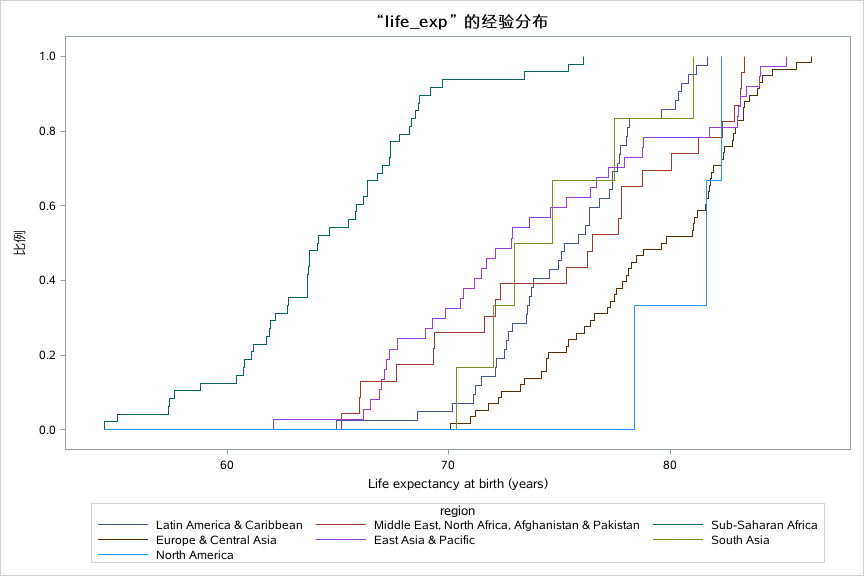 “life_exp”的经验分布
1.0
0.8
0.6
0.4
0.2
0.0
比例
60 70 80
Life expectancy at birth (years)
region
Latin America & Caribbean Middle East, North Africa, Afghanistan & Pakistan Sub-Saharan Africa
Europe & Central Asia East Asia & Pacific South Asia
North America